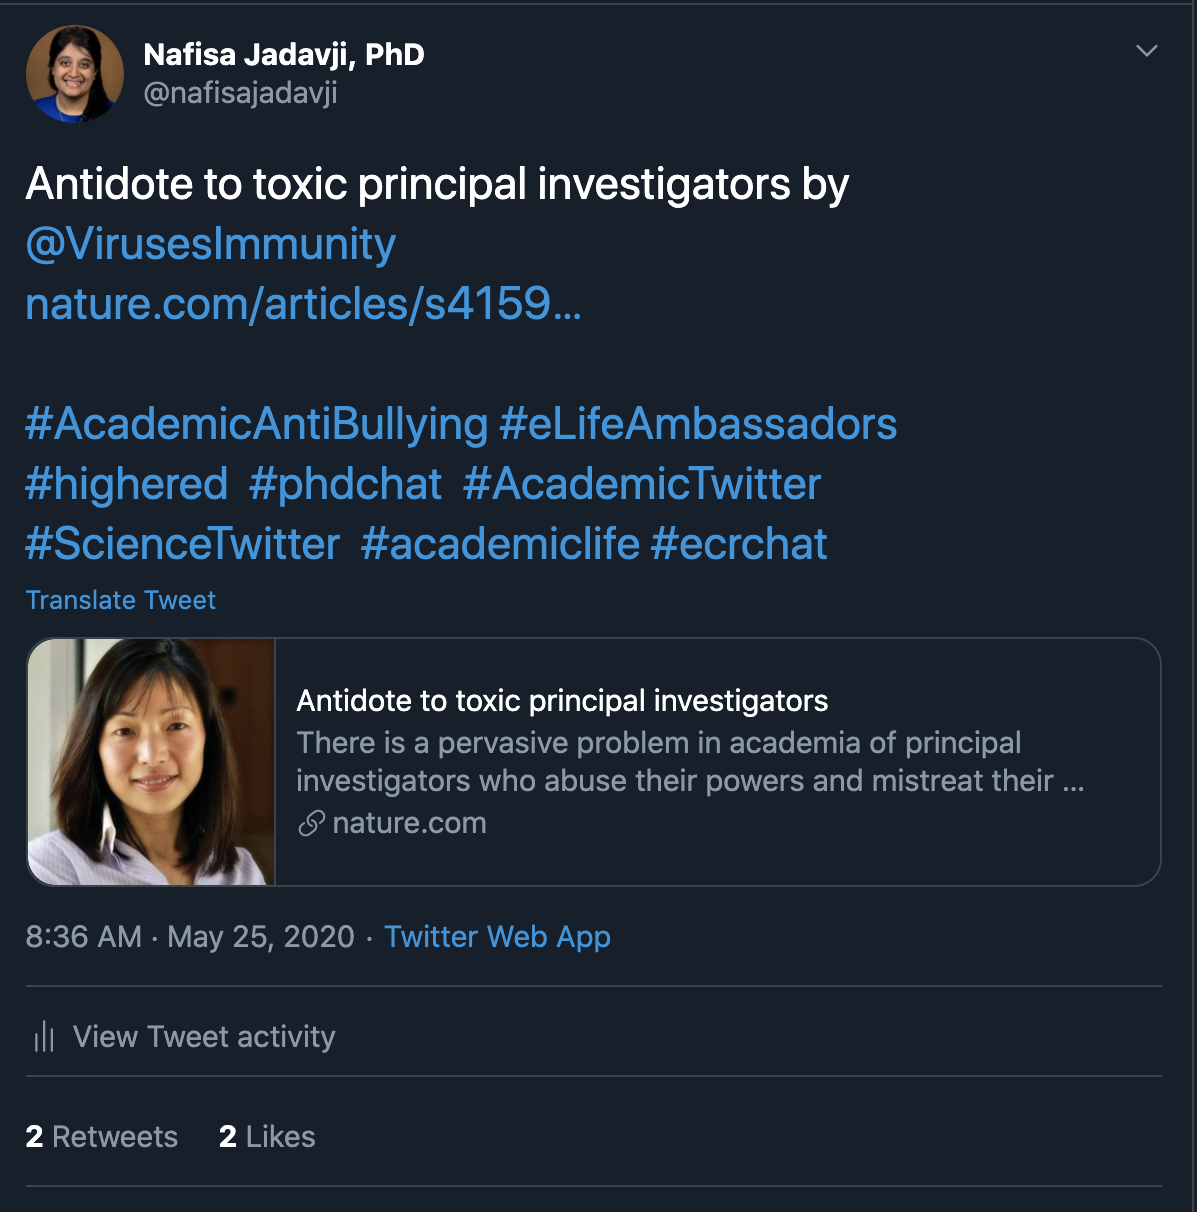 Nafisa Jadavji, PhD
@nafisajadavji
Antidote to toxic principal investigators by
@VirusesImmunity
nature.com/articles/s4159...
#AcademicAntiBullying #eLifeAmbassadors
#highered #phdchat #AcademicTwitter
#ScienceTwitter #academiclife #ecrchat
Translate Tweet
Antidote to toxic principal investigators
There is a pervasive problem in academia of principal
investigators who abuse their powers and mistreat their ...
nature.com
8:36 AM · May 25, 2020 · Twitter Web App
View Tweet activity
2 Retweets 2 Likes